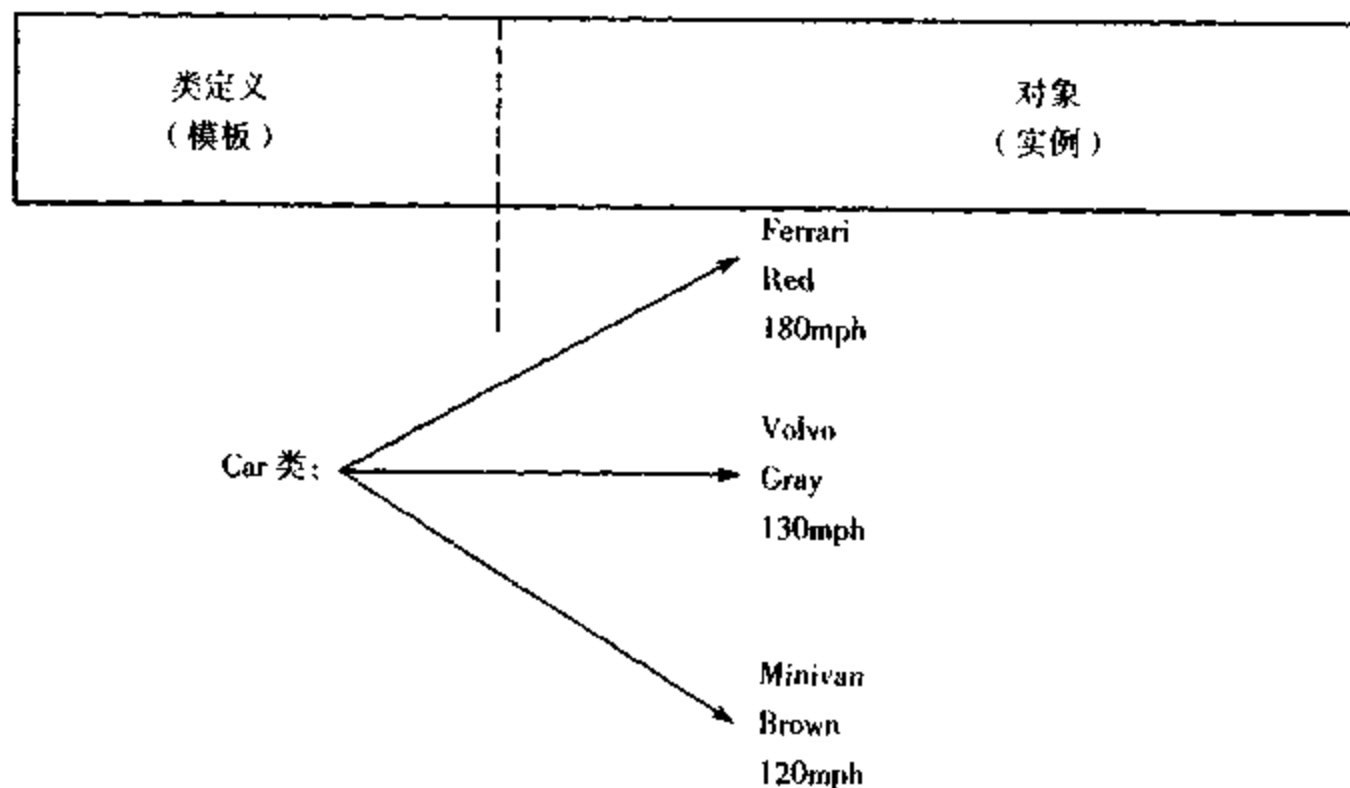 类定义
（模板）
对象
（实例）
Ferrari
Red
180mph
Car 类：
Volvo
Gray
130mph
Minivan
Brown
120mph